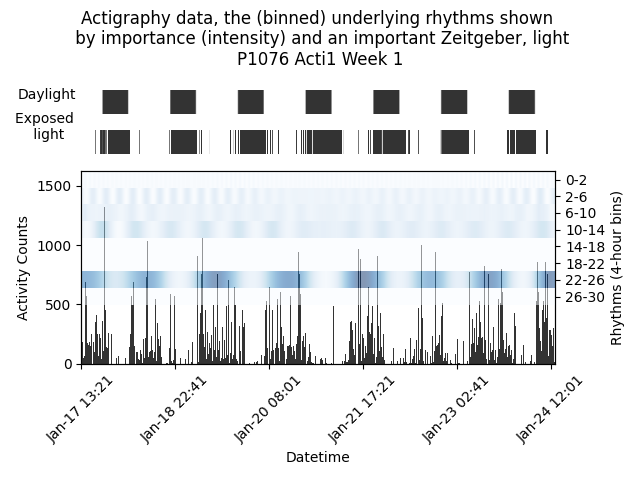 Actigraphy data, the (binned) underlying rhythms shown
by importance (intensity) and an important Zeitgeber, light
P1076 Acti1 Week 1
Daylight
Exposed
light
1500
1000
500
0
Activity Counts
0-2
2-6
6-10
10-14
14-18
18-22
22-26
26-30
Rhythms (4-hour bins)
Jan-17 13:21
Jan-18 22:41
Jan-20 08:01
Jan-21 17:21
Jan-23 02:41
Jan-24 12:01
Datetime